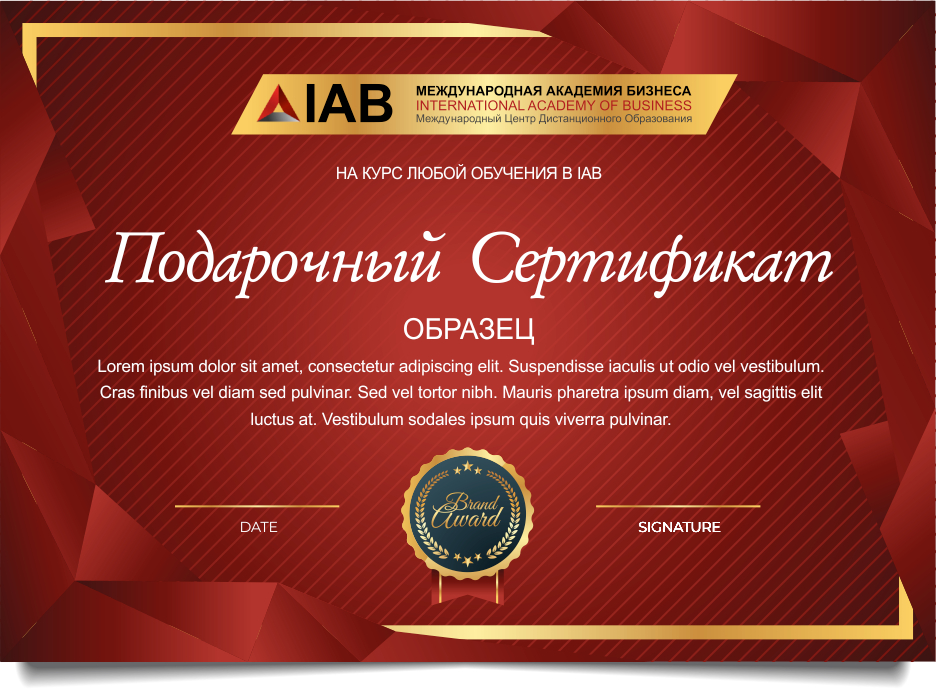 IAB
МЕЖДУНАРОДНАЯ АКАДЕМИЯ БИЗНЕСА
INTERNATIONAL ACADEMY OF BUSINESS
Международный Центр Дистанционного Образования
НА КУРС ЛЮБОЙ ОБУЧЕНИЯ В IAB
Подарочный Сертификат
ОБРАЗЕЦ
Lorem ipsum dolor sit amet, consectetur adipiscing elit. Suspendisse iaculis ut odio vel vestibulum.
Cras finibus vel diam sed pulvinar. Sed vel tortor nibh. Mauris pharetra ipsum diam, vel sagittis elit
luctus at. Vestibulum sodales ipsum quis viverra pulvinar.
Brand
Award
DATE
SIGNATURE